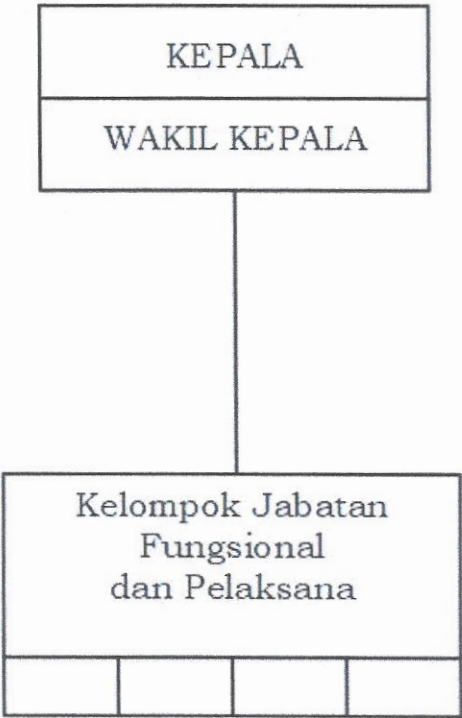 KEPALA
WAKIL KEPALA
Kelompok Jabatan
Fungsional
dan Pelaksana